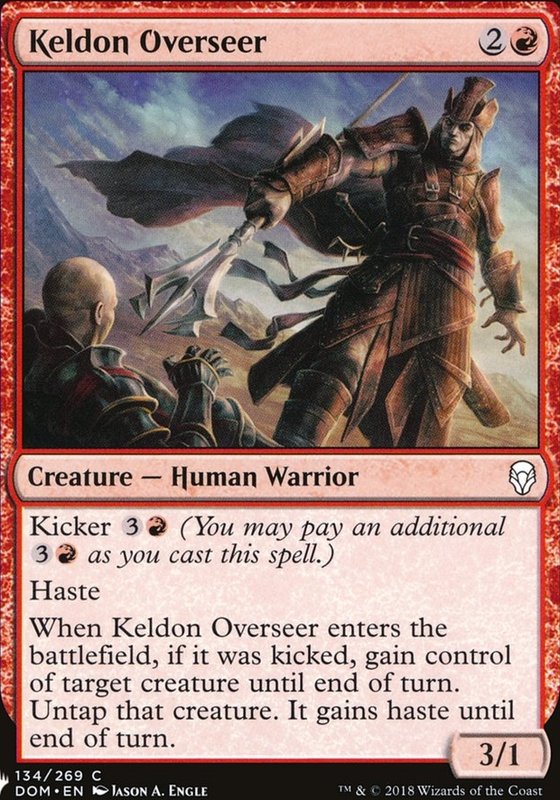 Keldon Overseer 2
Creature — Human Warrior
Kicker 3 (You may pay an additional
3 as you cast this spell.)
Haste
When Keldon Overseer enters the
battlefield, if it was kicked, gain control
of target creature until end of turn.
Untap that creature. It gains haste until
end of turn.
3/1
134/269 C
DOM • EN Jason A. Engle
™ & © 2018 Wizards of the Coast